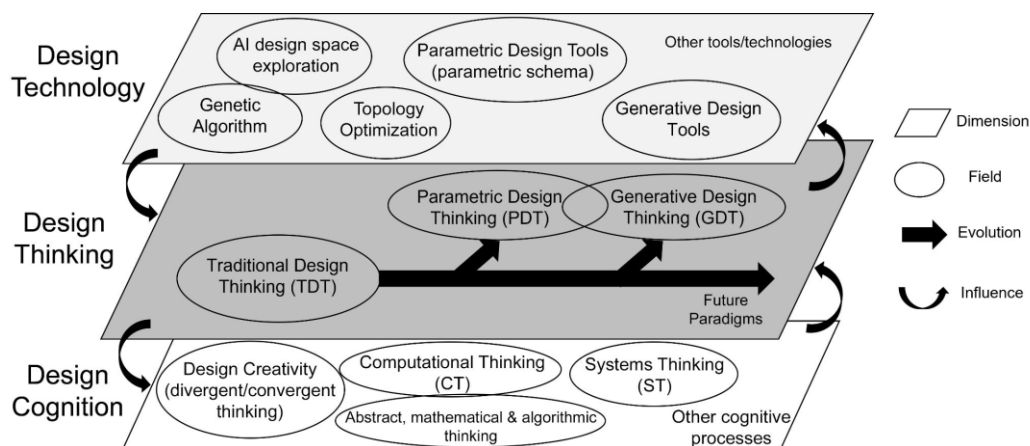 Design
Technology
AI design space
exploration
Parametric Design Tools
(parametric schema)
Other tools/technologies
Genetic
Algorithm
Topology
Optimization
Generative Design
Tools
Design
Thinking
Parametric Design
Thinking (PDT)
Generative Design
Thinking (GDT)
Traditional Design
Thinking (TDT)
Future
Paradigms
Design
Cognition
Design Creativity
(divergent/convergent
thinking)
Computational Thinking
(CT)
Systems Thinking
(ST)
Abstract, mathematical & algorithmic
thinking
Other cognitive
processes
Dimension
Field
Evolution
Influence